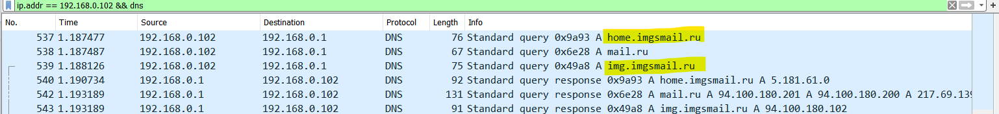 ip.addr == 192.168.0.102 && dns
No. Time Source Destination Protocol Length Info
537 1.187477 192.168.0.102 192.168.0.1 DNS 76 Standard query 0x9a93 A home.imgsmail.ru
538 1.187487 192.168.0.102 192.168.0.1 DNS 67 Standard query 0x6e28 A mail.ru
539 1.188126 192.168.0.102 192.168.0.1 DNS 75 Standard query 0x49a8 A img.imgsmail.ru
540 1.190734 192.168.0.1 192.168.0.102 DNS 92 Standard query response 0x9a93 A home.imgsmail.ru A 5.181.61.0
542 1.193189 192.168.0.1 192.168.0.102 DNS 131 Standard query response 0x6e28 A mail.ru A 94.100.180.201 A 94.100.180.200 A 217.69.139
543 1.193189 192.168.0.1 192.168.0.102 DNS 91 Standard query response 0x49a8 A img.imgsmail.ru A 94.100.180.102